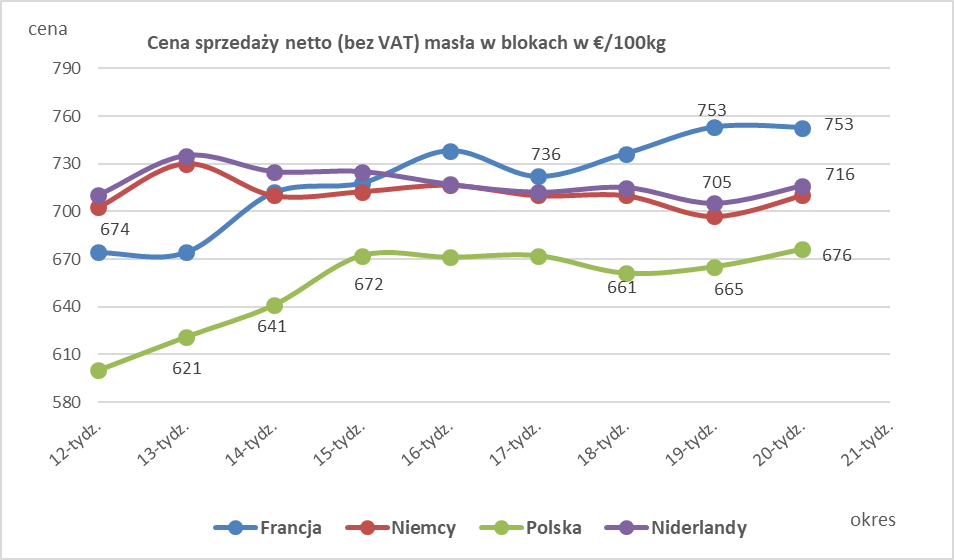 cena
Cena sprzedaży netto (bez VAT) masła w blokach w €/100kg
790
760
730
700
670
640
610
580
753
753
736
716
705
674
676
672
661
665
641
621
12-tydz.
13-tydz.
14-tydz.
15-tydz.
16-tydz.
17-tydz.
18-tydz.
19-tydz.
20-tydz.
21-tydz.
okres
Francja Niemcy Polska Niderlandy